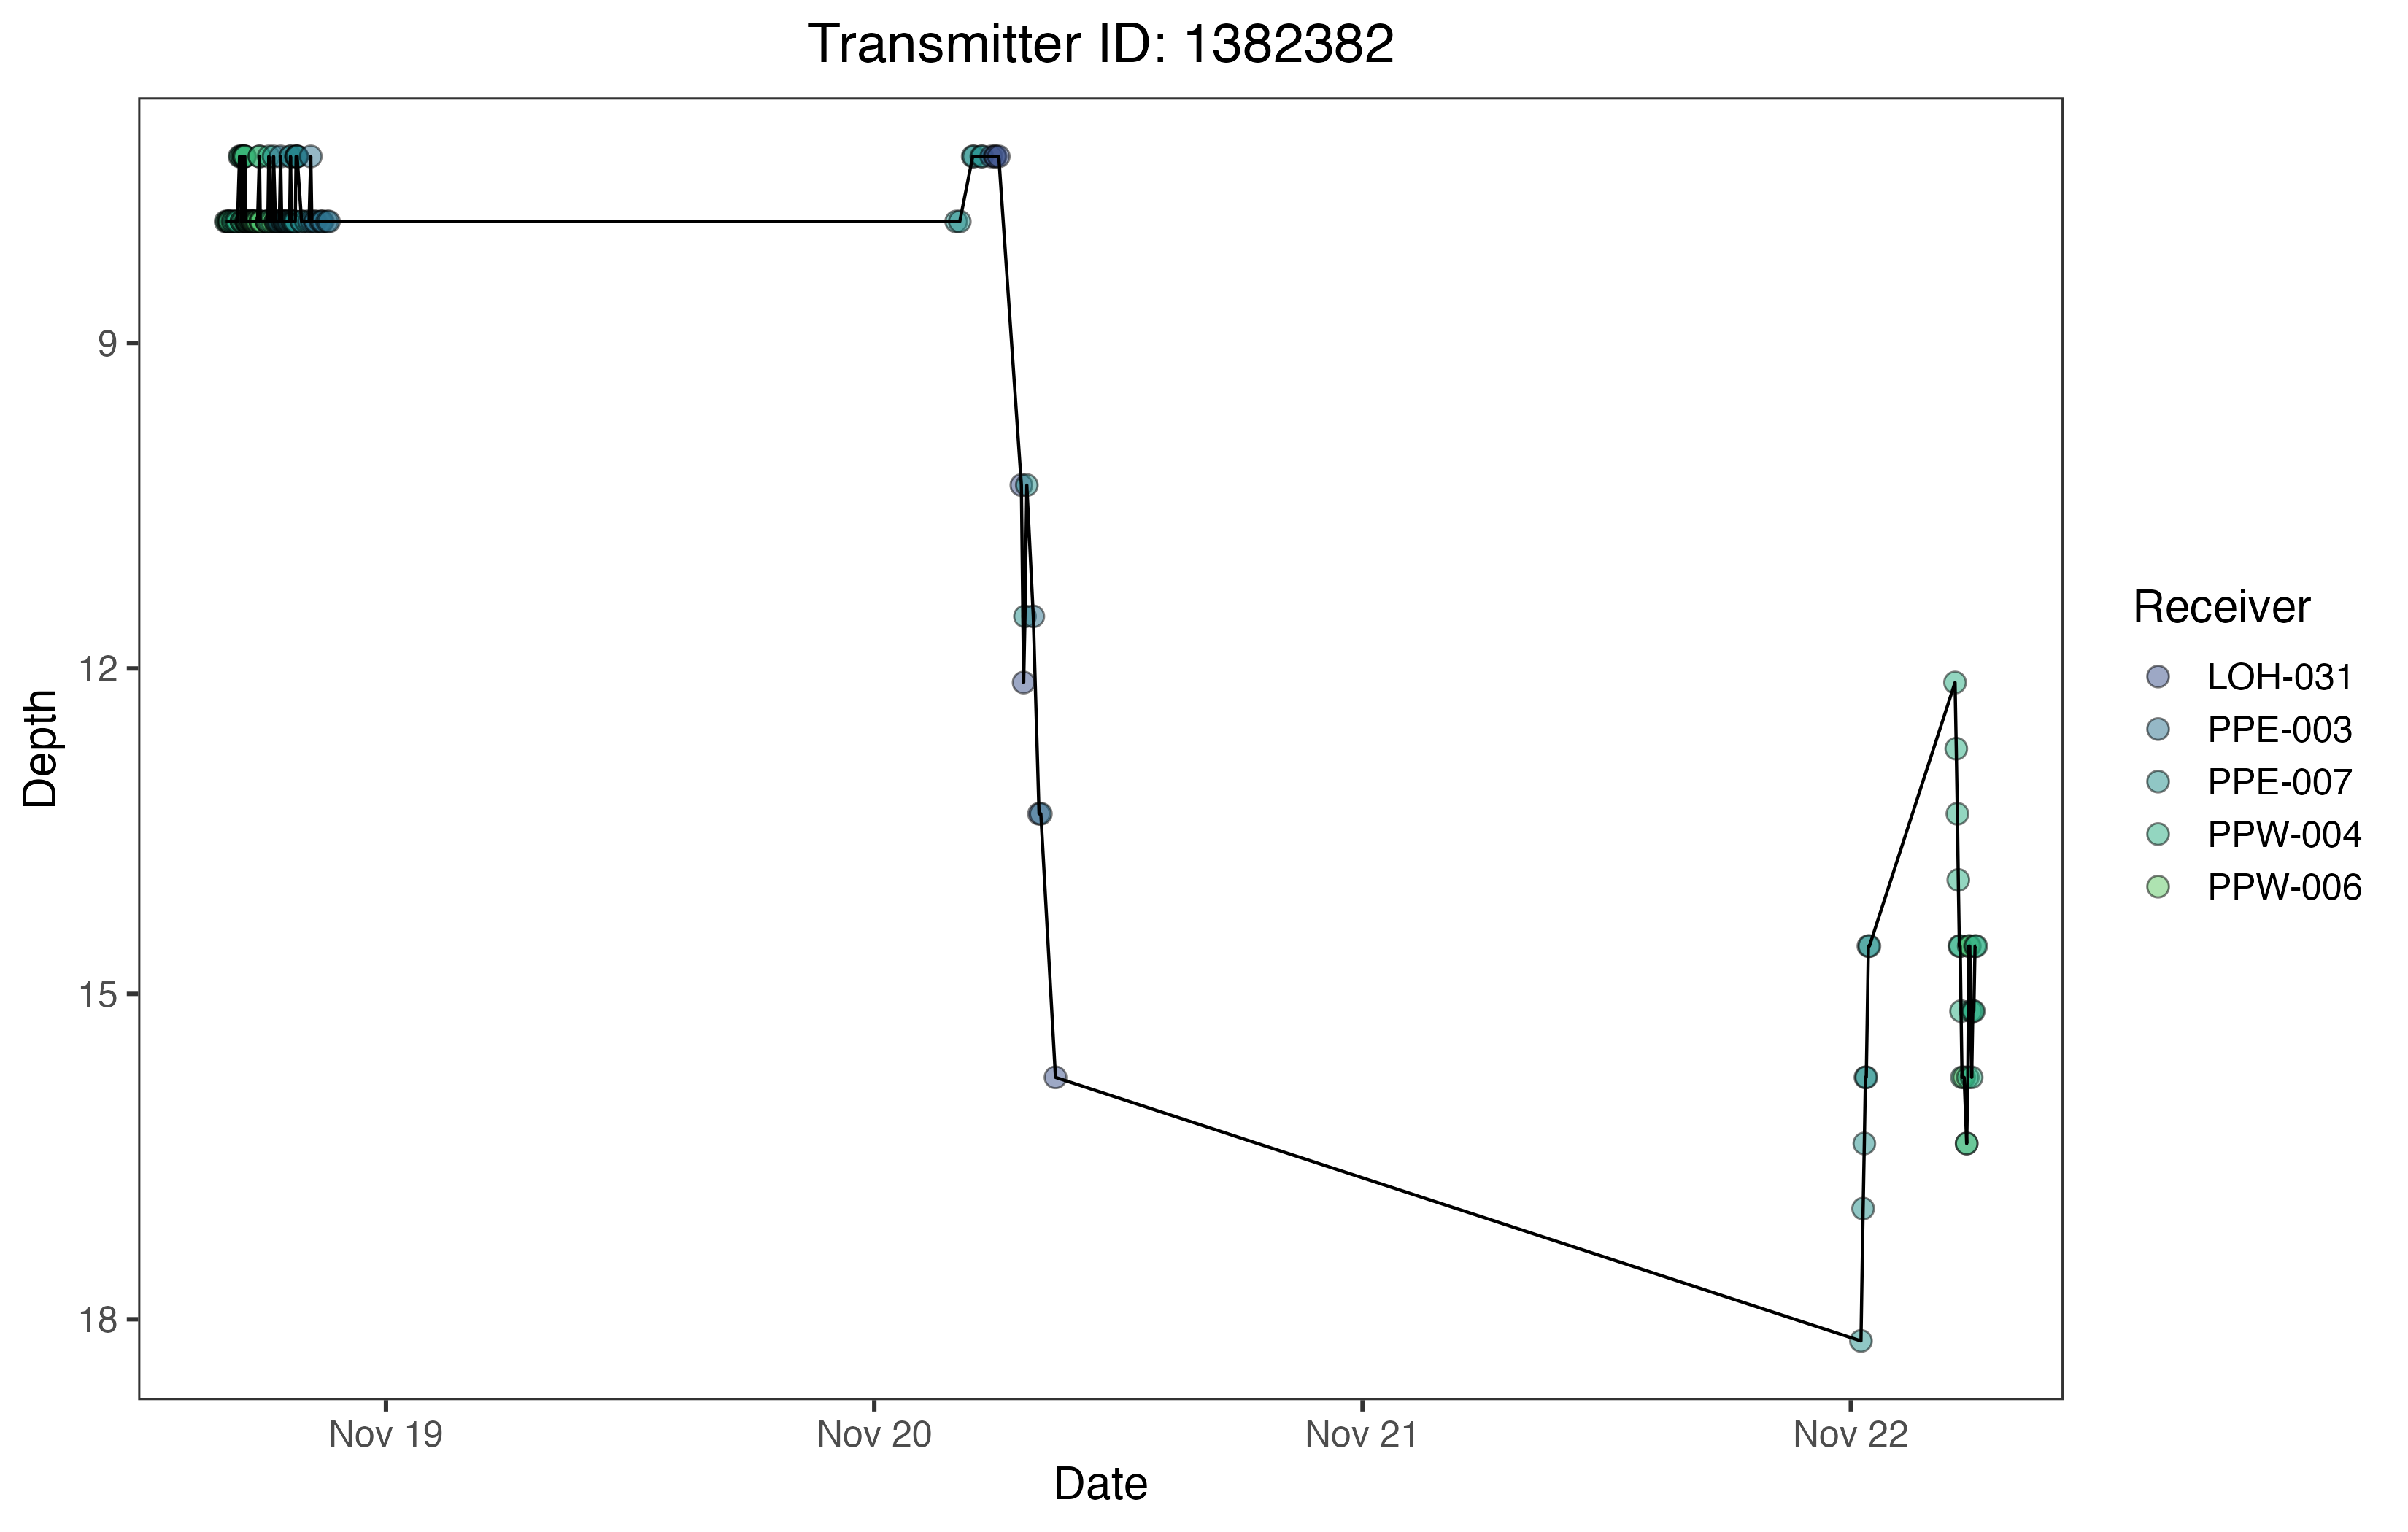 Transmitter ID: 1382382
9
12
15
18
Depth
Nov 19
Nov 20
Nov 21
Nov 22
Date
Receiver
LOH-031
PPE-003
PPE-007
PPW-004
PPW-006